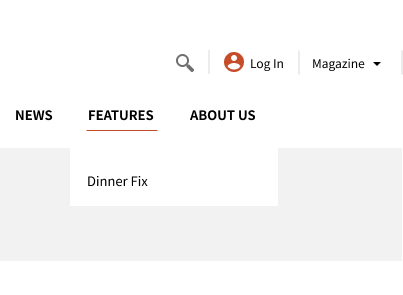 Log In
Magazine
NEWS
FEATURES
ABOUT US
Dinner Fix